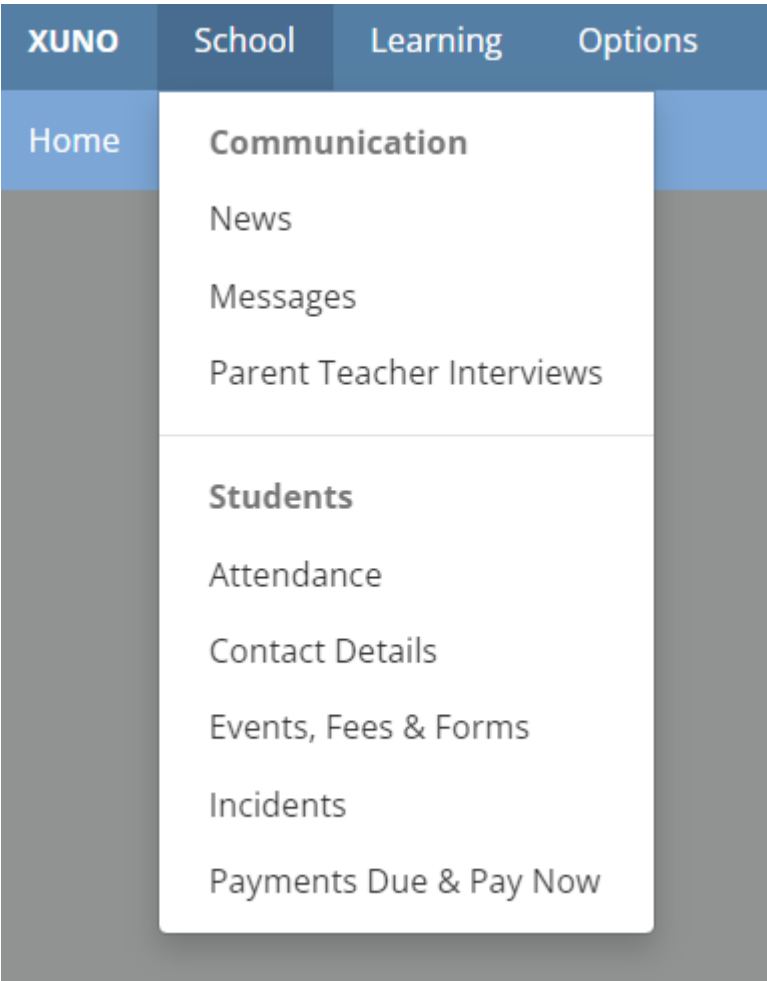 XUNO School Learning Options
Home
Communication
News
Messages
Parent Teacher Interviews
Students
Attendance
Contact Details
Events, Fees & Forms
Incidents
Payments Due & Pay Now